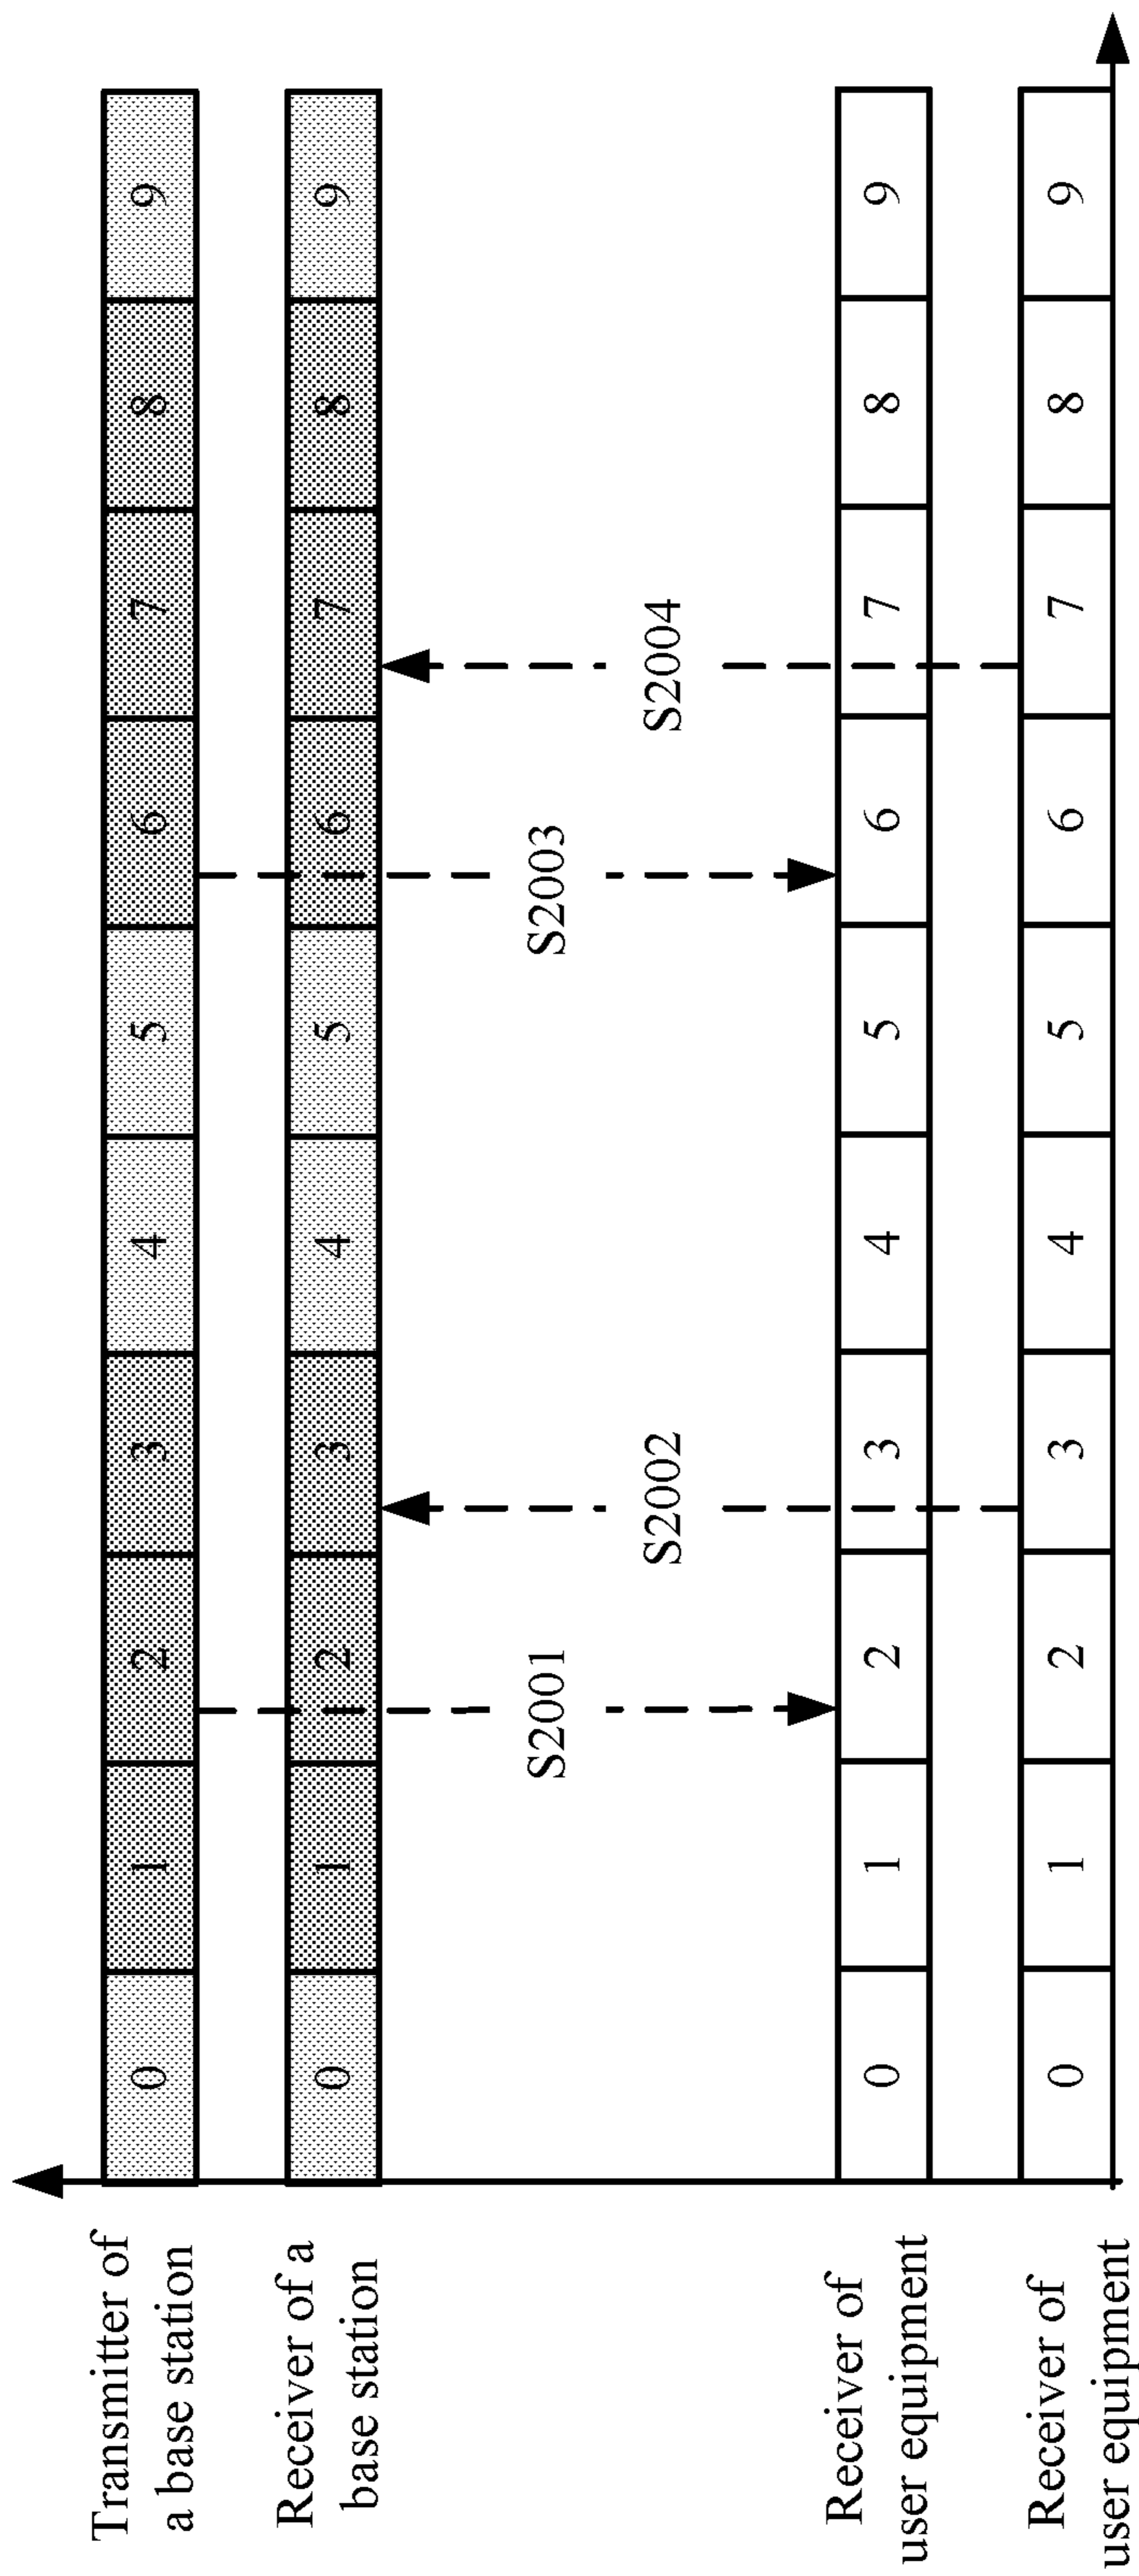 Transmitter of
a base station
0 1 2 3 4 5 6 7 8 9
Receiver of a
base station
0 1 2 3 4 5 6 7 8 9
S2001
S2003
S2002
S2004
Receiver of
user equipment
0 1 2 3 4 5 6 7 8 9
Receiver of
user equipment
0 1 2 3 4 5 6 7 8 9